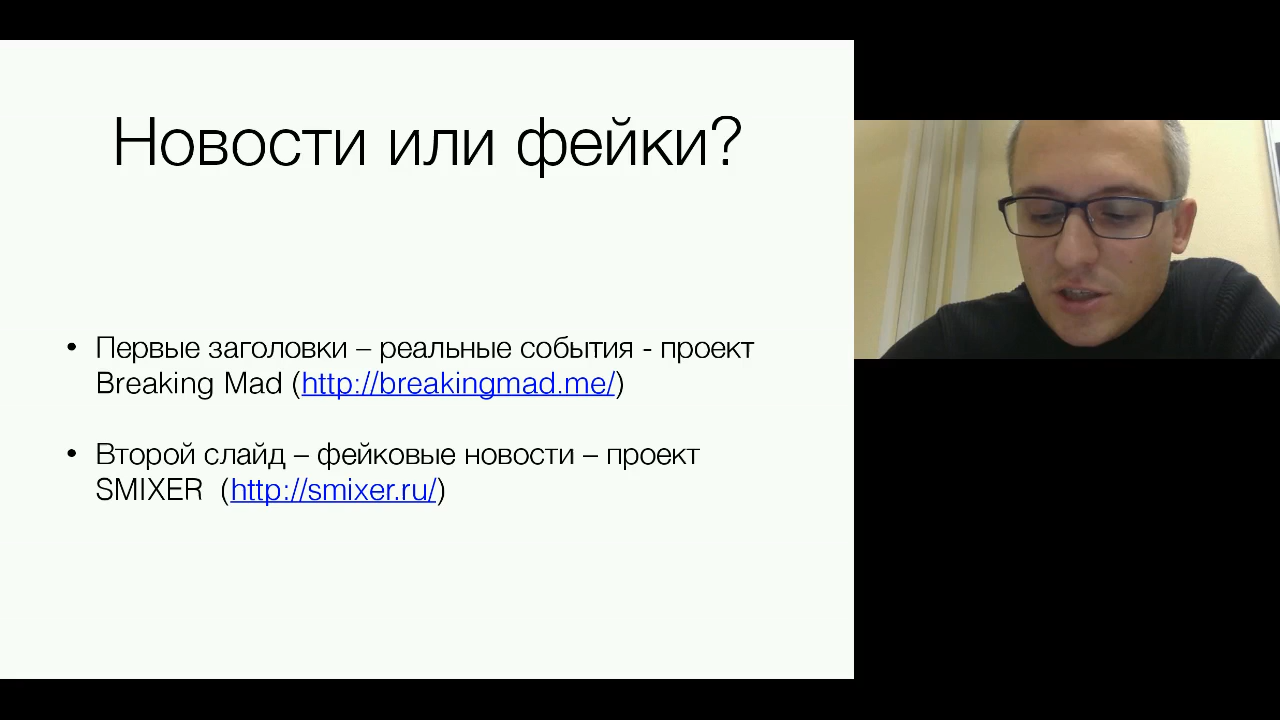 Новости или фейки?
• Первые заголовки – реальные события - проект
Breaking Mad (http://breakingmad.me/)
• Второй слайд – фейковые новости – проект
SMIXER (http://smixer.ru/)